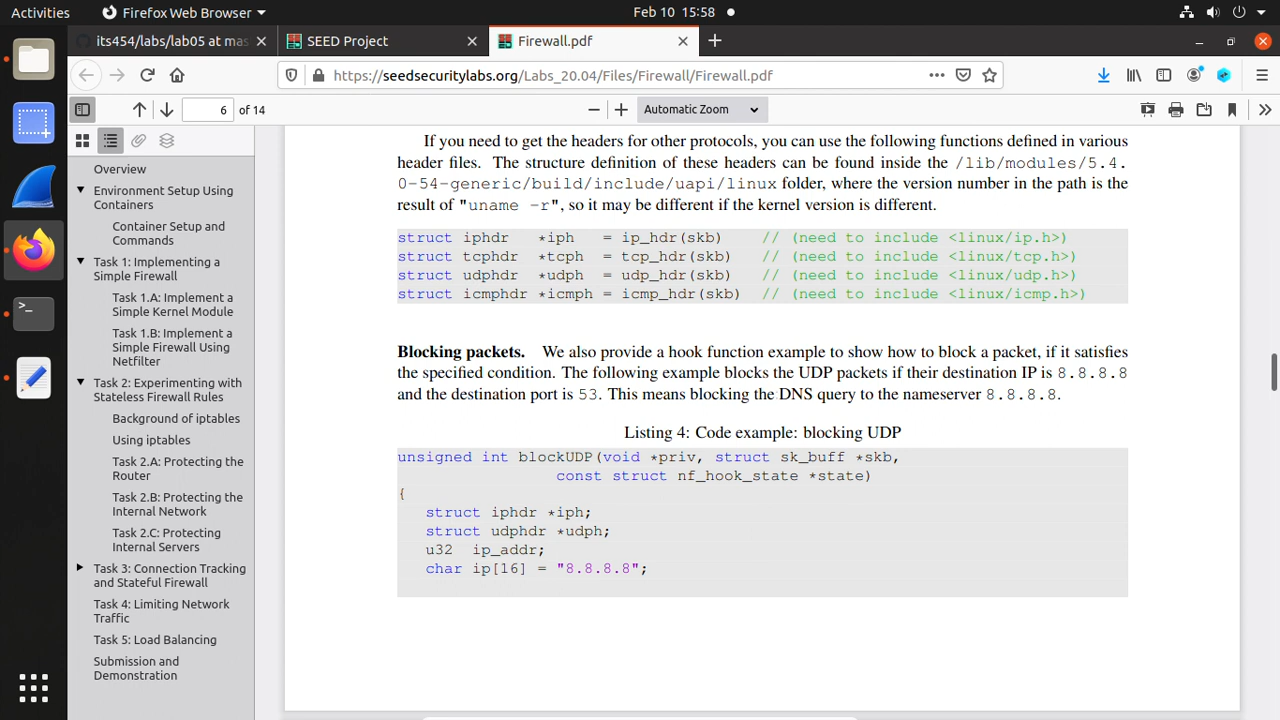 Activities
Firefox Web Browser
Feb 10 15:58
its454/labs/lab05 at mas
SEED Project
Firewall.pdf
https://seedsecuritylabs.org/Labs_20.04/Files/Firewall/Firewall.pdf
6 of 14
Automatic Zoom
Overview
Environment Setup Using
Containers
Container Setup and
Commands
Task 1: Implementing a
Simple Firewall
Task 1.A: Implement a
Simple Kernel Module
Task 1.B: Implement a
Simple Firewall Using
Netfilter
Task 2: Experimenting with
Stateless Firewall Rules
Background of iptables
Using iptables
Task 2.A: Protecting the
Router
Task 2.B: Protecting the
Internal Network
Task 2.C: Protecting
Internal Servers
Task 3: Connection Tracking
and Stateful Firewall
Task 4: Limiting Network
Traffic
Task 5: Load Balancing
Submission and
Demonstration
If you need to get the headers for other protocols, you can use the following functions defined in various
header files. The structure definition of these headers can be found inside the /lib/modules/5.4.
0-54-generic/build/include/uapi/linux folder, where the version number in the path is the
result of "uname -r", so it may be different if the kernel version is different.
struct iphdr *iph = ip_hdr(skb) // (need to include <linux/ip.h>)
struct tcphdr *tcph = tcp_hdr(skb) // (need to include <linux/tcp.h>)
struct udphdr *udph = udp_hdr(skb) // (need to include <linux/udp.h>)
struct icmphdr *icmph = icmp_hdr(skb) // (need to include <linux/icmp.h>)
Blocking packets. We also provide a hook function example to show how to block a packet, if it satisfies
the specified condition. The following example blocks the UDP packets if their destination IP is 8.8.8.8
and the destination port is 53. This means blocking the DNS query to the nameserver 8.8.8.8.
Listing 4: Code example: blocking UDP
unsigned int blockUDP(void *priv, struct sk_buff *skb,
const struct nf_hook_state *state)
{
struct iphdr *iph;
struct udphdr *udph;
u32 ip_addr;
char ip[16] = "8.8.8.8";